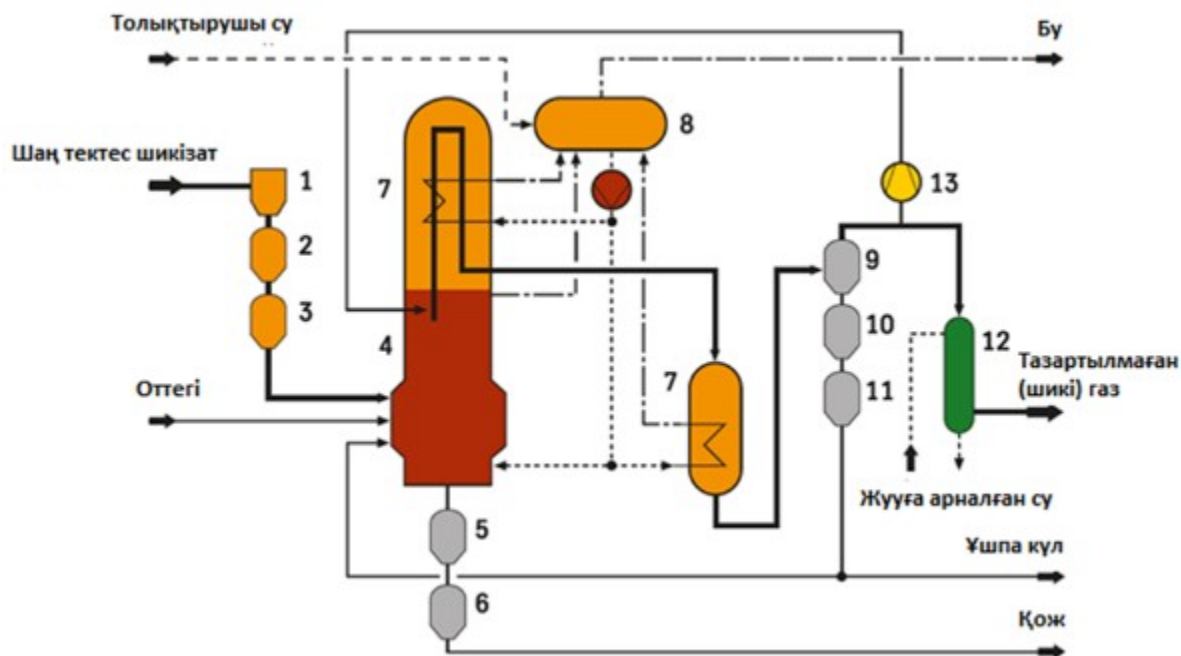 Толықтырушы су
Бу
8
Шаң тектес шикізат
1
7
13
2
9
3
4
10
12
Тазартылмаған
(шикі) газ
Оттегі
7
11
Жууға арналған су
5
Ұшпа күл
6
Қож